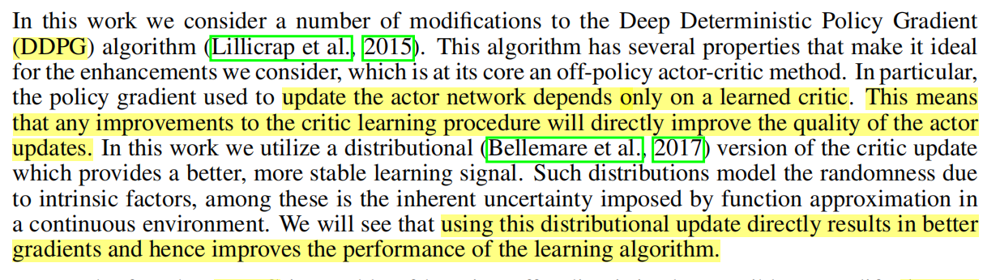 In this work we consider a number of modifications to the Deep Deterministic Policy Gradient
(DDPG) algorithm (Lillicrap et al., 2015). This algorithm has several properties that make it ideal
for the enhancements we consider, which is at its core an off-policy actor-critic method. In particular,
the policy gradient used to update the actor network depends only on a learned critic. This means
that any improvements to the critic learning procedure will directly improve the quality of the actor
updates. In this work we utilize a distributional (Bellemare et al., 2017) version of the critic update
which provides a better, more stable learning signal. Such distributions model the randomness due
to intrinsic factors, among these is the inherent uncertainty imposed by function approximation in
a continuous environment. We will see that using this distributional update directly results in better
gradients and hence improves the performance of the learning algorithm.